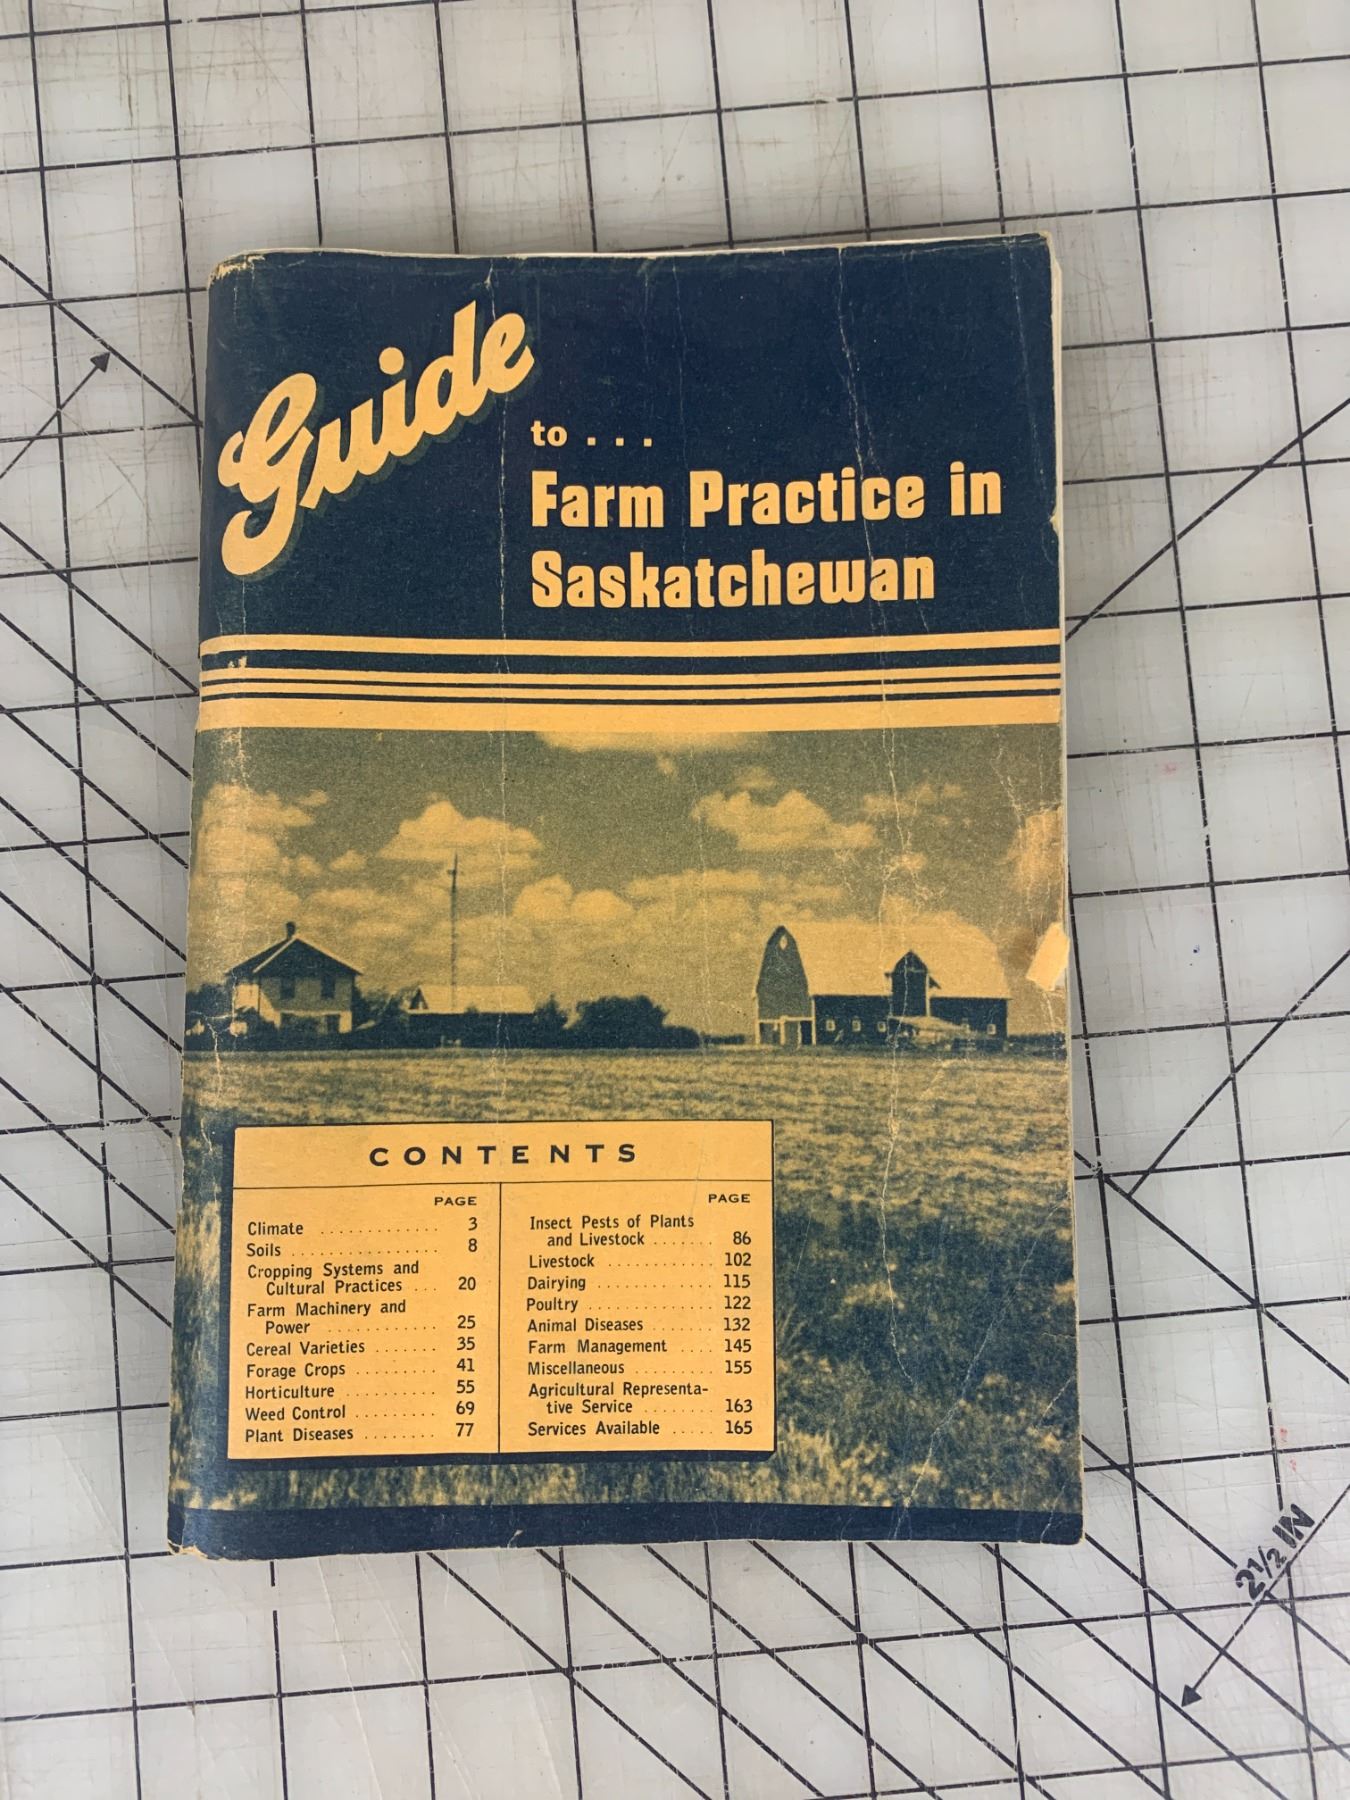 Guide
to . . .
Farm Practice in
Saskatchewan
CONTENTS
PAGE
Climate . . . . . . . . . . . . 3
Soils . . . . . . . . . . . . . . . 8
Cropping Systems and
Cultural Practices . . . 20
Farm Machinery and
Power . . . . . . . . . . . 25
Cereal Varieties . . . . . . . 35
Forage Crops . . . . . . . . . 41
Horticulture . . . . . . . . . . 55
Weed Control . . . . . . . . . 69
Plant Diseases . . . . . . . . 77
PAGE
Insect Pests of Plants
and Livestock . . . . . . . 86
Livestock . . . . . . . . . . . . 102
Dairying . . . . . . . . . . . . . 115
Poultry . . . . . . . . . . . . . . 122
Animal Diseases . . . . . . . 132
Farm Management . . . . 145
Miscellaneous . . . . . . . . . 155
Agricultural Representa-
tive Service . . . . . . . . 163
Services Available . . . . . 165
2½ IN